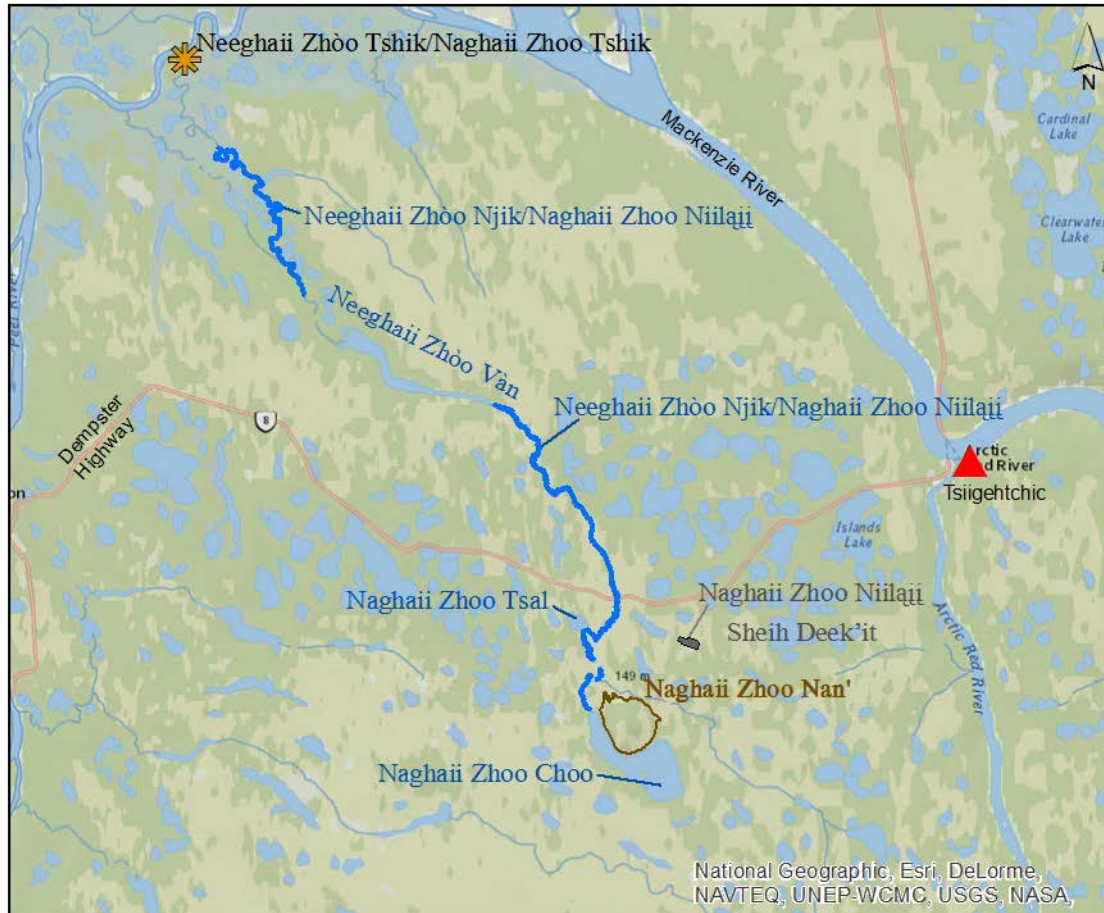 Neeghaii Zhòo Tshik/Naghaii Zhoo Tshik
N
Cardinal
Lake
Mackenzie River
Neeghaii Zhòo Njik/Naghaii Zhoo Niiląįį
Clearwater
Lake
Peel River
Neeghaii Zhòo Vàn
Neeghaii Zhòo Njik/Naghaii Zhoo Niiląįį
8
Dempster
Highway
on
rctic
d River
Tsiigehtchic
Islands
Lake
Naghaii Zhoo Tsal
Naghaii Zhoo Niiląįį
Sheih Deek'it
Arctic Red River
149 m
Naghaii Zhoo Nan'
Naghaii Zhoo Choo
National Geographic, Esri, DeLorme,
NAVTEQ, UNEP-WCMC, USGS, NASA,